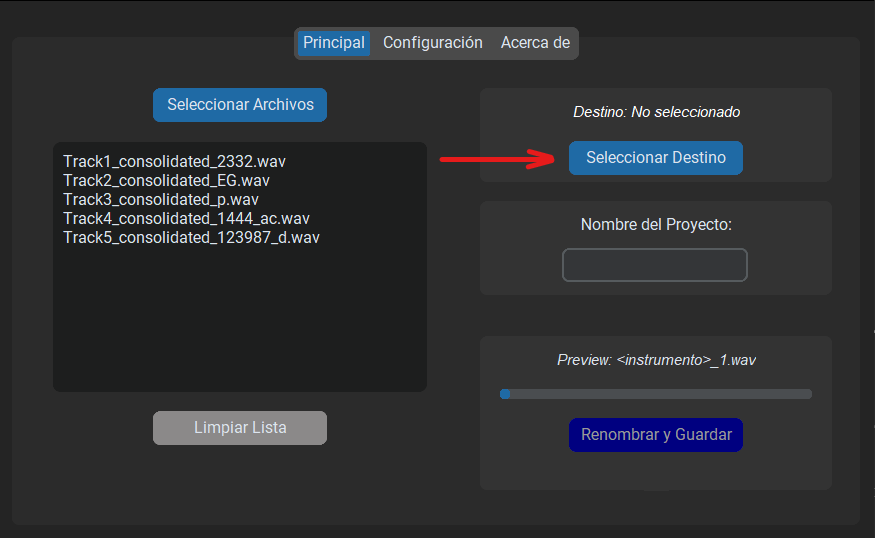 Principal Configuración Acerca de
Seleccionar Archivos
Track1_consolidated_2332.wav
Track2_consolidated_EG.wav
Track3_consolidated_p.wav
Track4_consolidated_1444_ac.wav
Track5_consolidated_123987_d.wav
Limpiar Lista
Destino: No seleccionado
Seleccionar Destino
Nombre del Proyecto:
Preview: <instrumento>_1.wav
Renombrar y Guardar